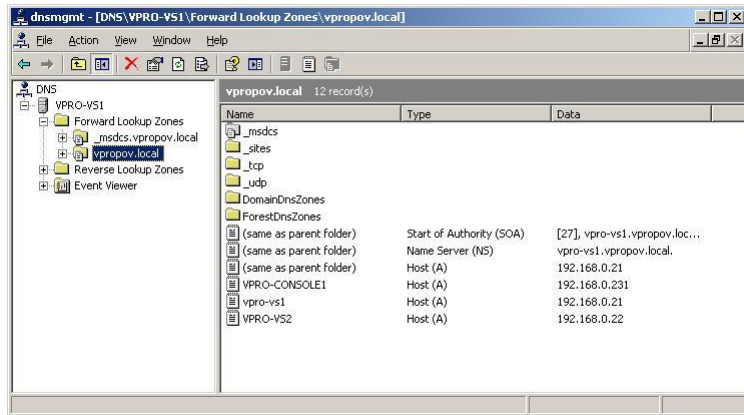 dnsmgmt - [DNS\VPRO-VS1\Forward Lookup Zones\vpropov.local]
File Action View Window Help
DNS
VPRO-VS1
Forward Lookup Zones
_msdcs.vpropov.local
vpropov.local
Reverse Lookup Zones
Event Viewer
vpropov.local 12 record(s)
Name Type Data
_msdcs
_sites
_tcp
_udp
DomainDnsZones
ForestDnsZones
(same as parent folder) Start of Authority (SOA) [27], vpro-vs1.vpropov.loc...
(same as parent folder) Name Server (NS) vpro-vs1.vpropov.local.
(same as parent folder) Host (A) 192.168.0.21
VPRO-CONSOLE1 Host (A) 192.168.0.231
vpro-vs1 Host (A) 192.168.0.21
VPRO-VS2 Host (A) 192.168.0.22